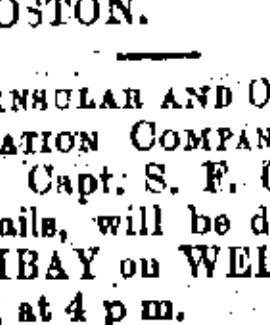 OSTON.
NSULAR AND O
ATION COMPAN
Capt. S. F.
ails, will be d
IBAY on WE
at 4 p m.